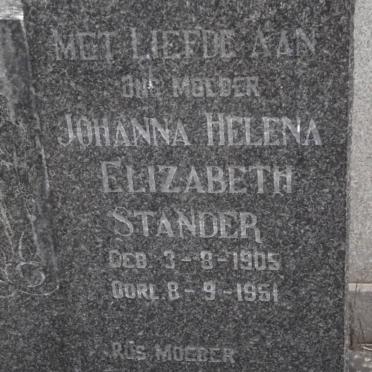 MET LIEFDE AAN
ONS MOEDER
JOHANNA HELENA
ELIZABETH
STANDER
GEB. 3-8-1905
OORL. 8-9-1951
RUS MOEDER